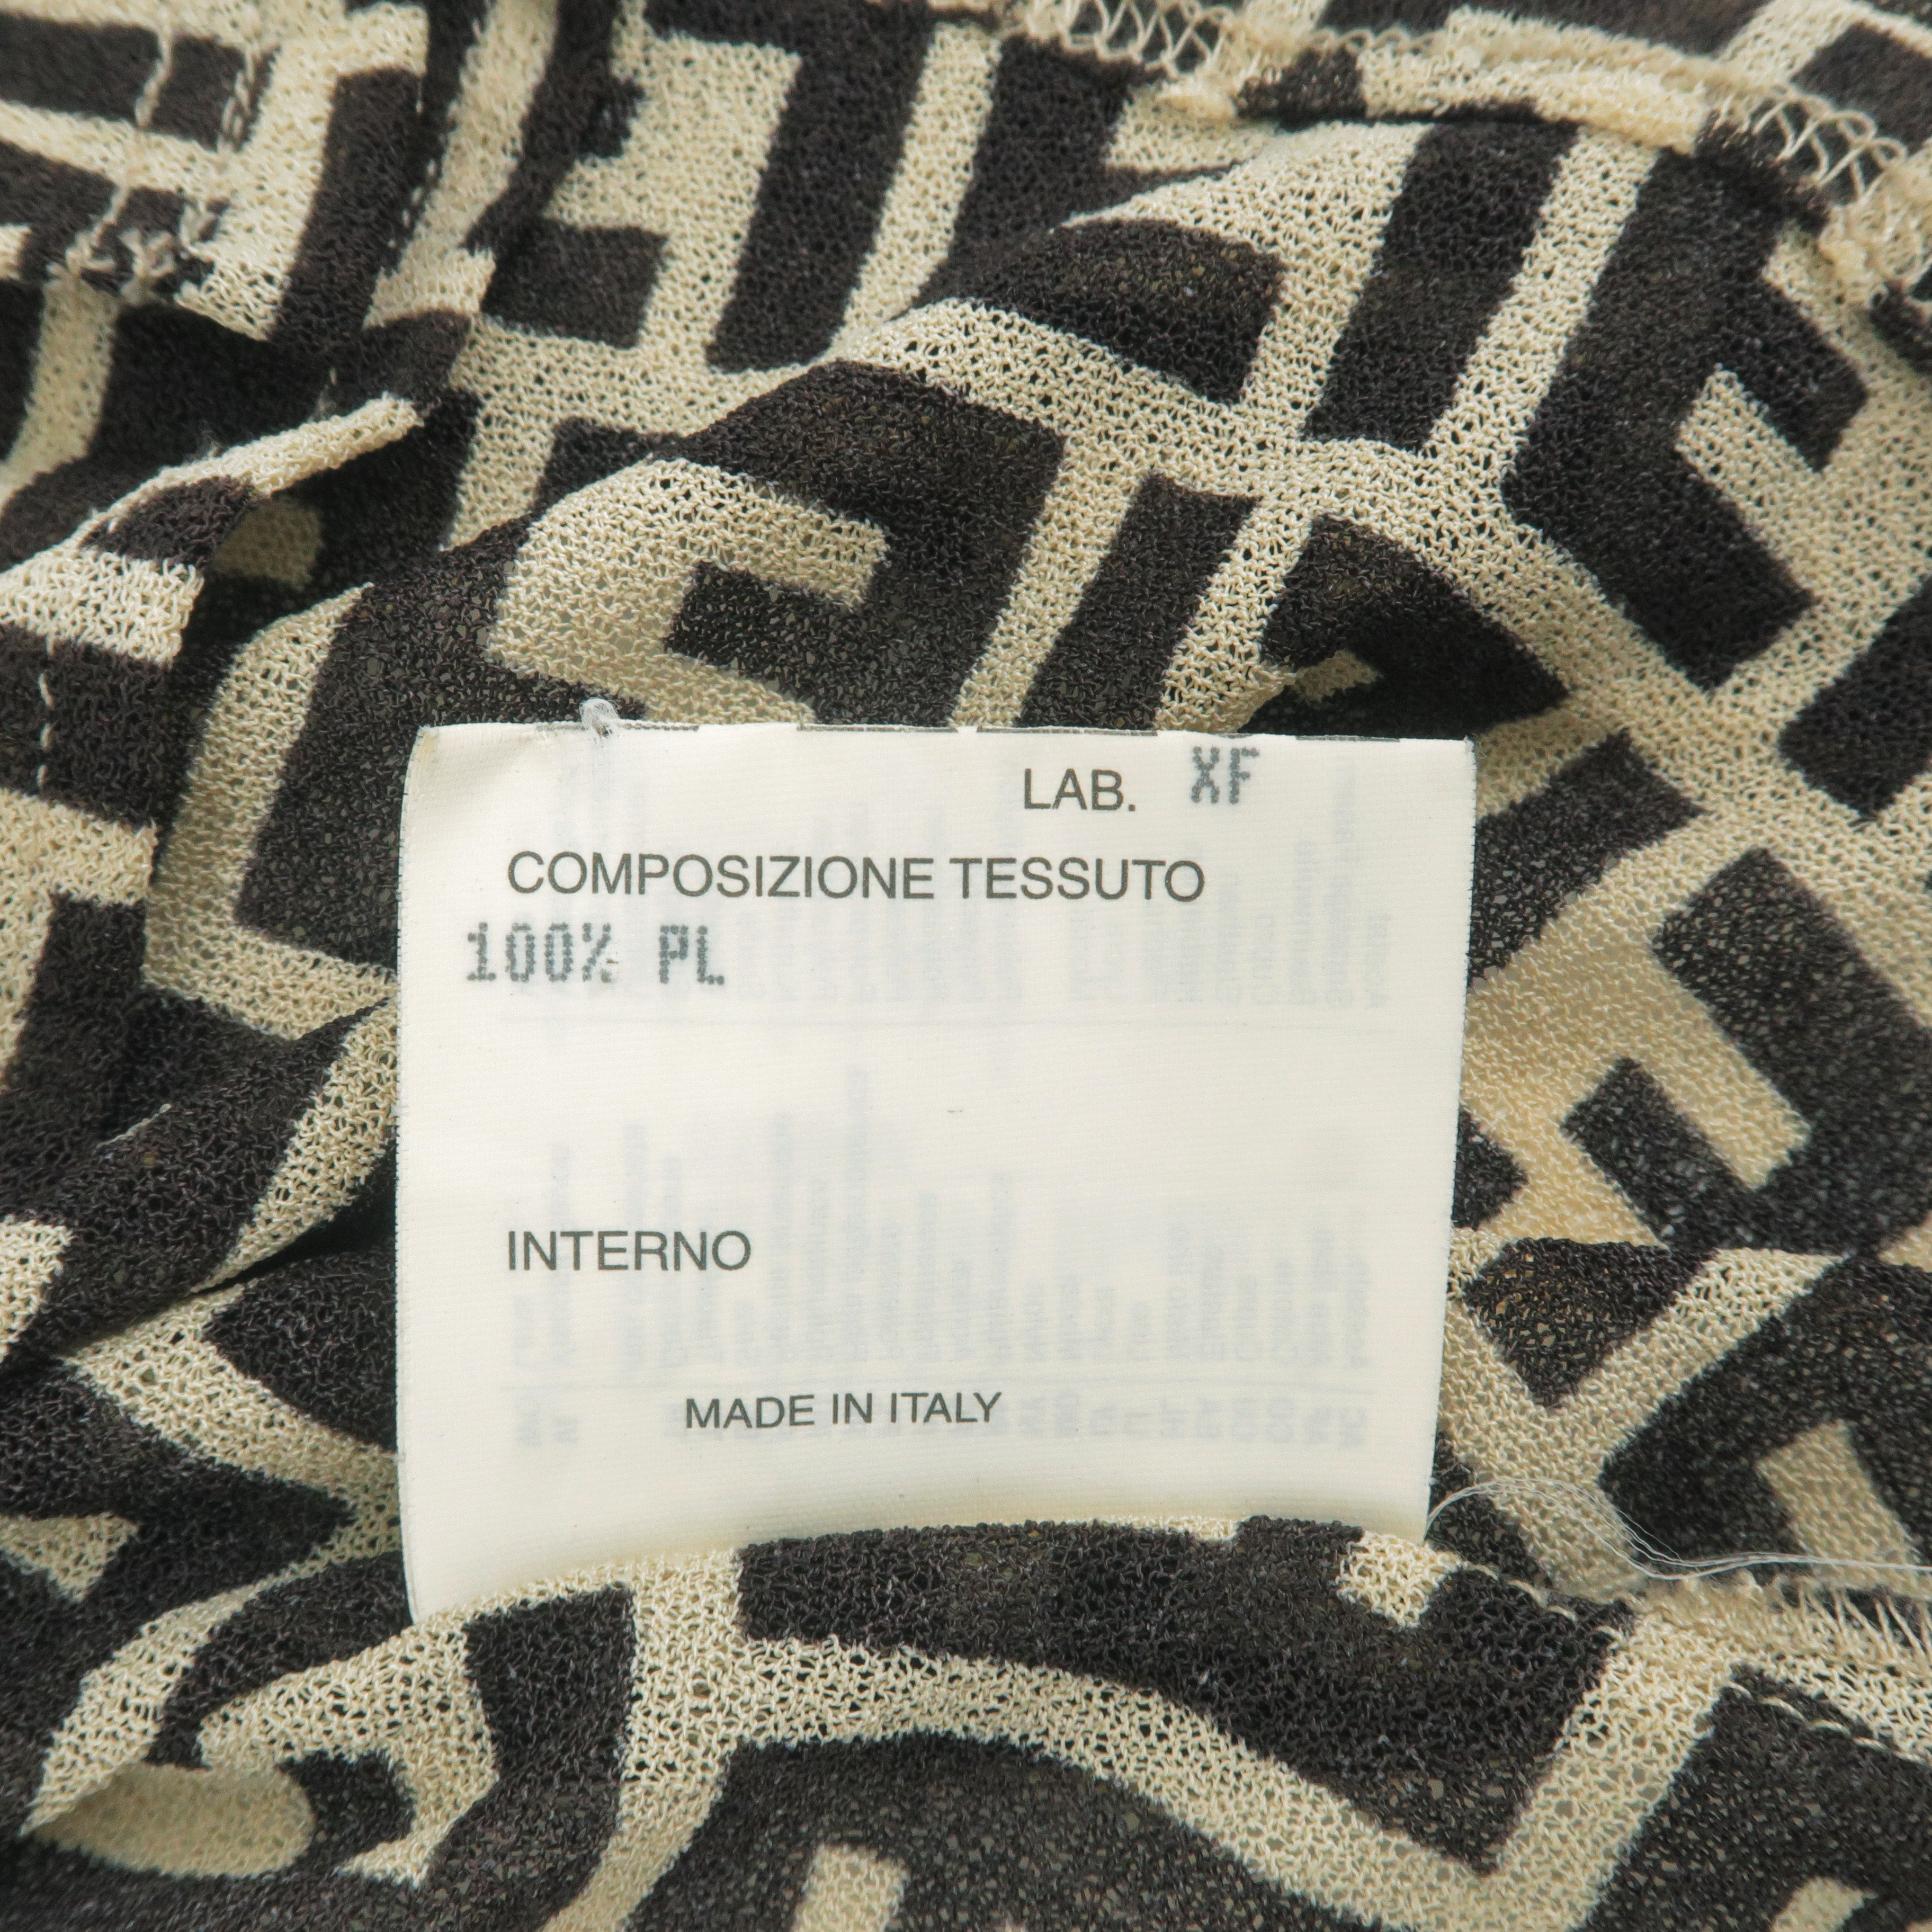 LAB. XF
COMPOSIZIONE TESSUTO
100% PL
INTERNO
MADE IN ITALY